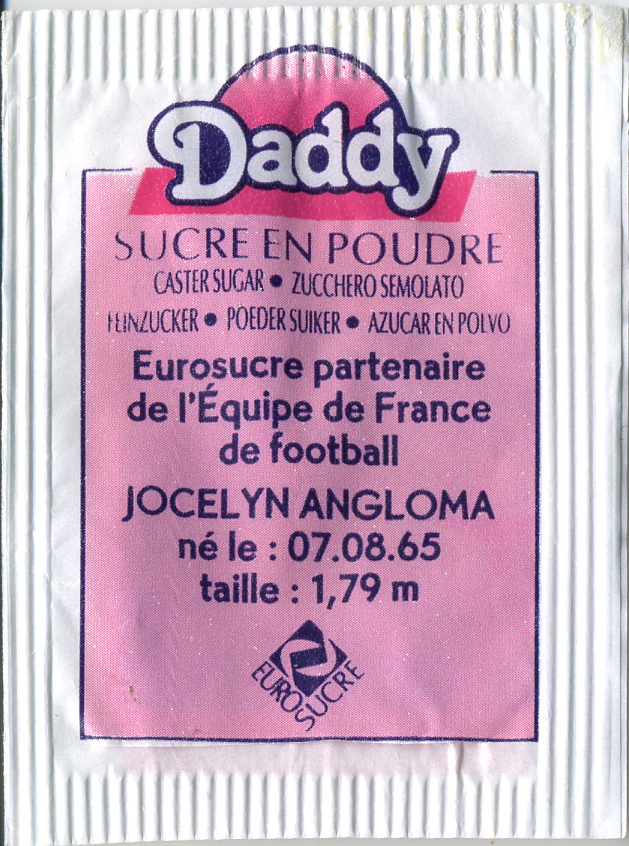 Daddy
SUCRE EN POUDRE
CASTER SUGAR • ZUCCHERO SEMOLATO
FEINZUCKER • POEDER SUIKER • AZUCAR EN POLVO
Eurosucre partenaire
de l'Équipe de France
de football
JOCELYN ANGLOMA
né le : 07.08.65
taille : 1,79 m
EUROSUCRE